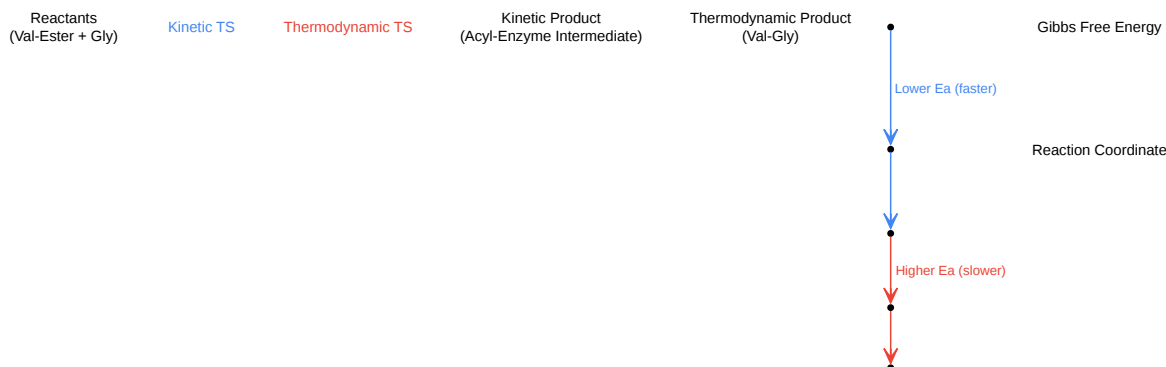 Reactants
(Val-Ester + Gly)
Kinetic TS
Thermodynamic TS
Kinetic Product
(Acyl-Enzyme Intermediate)
Thermodynamic Product
(Val-Gly)
Gibbs Free Energy
Lower Ea (faster)
Reaction Coordinate
Higher Ea (slower)